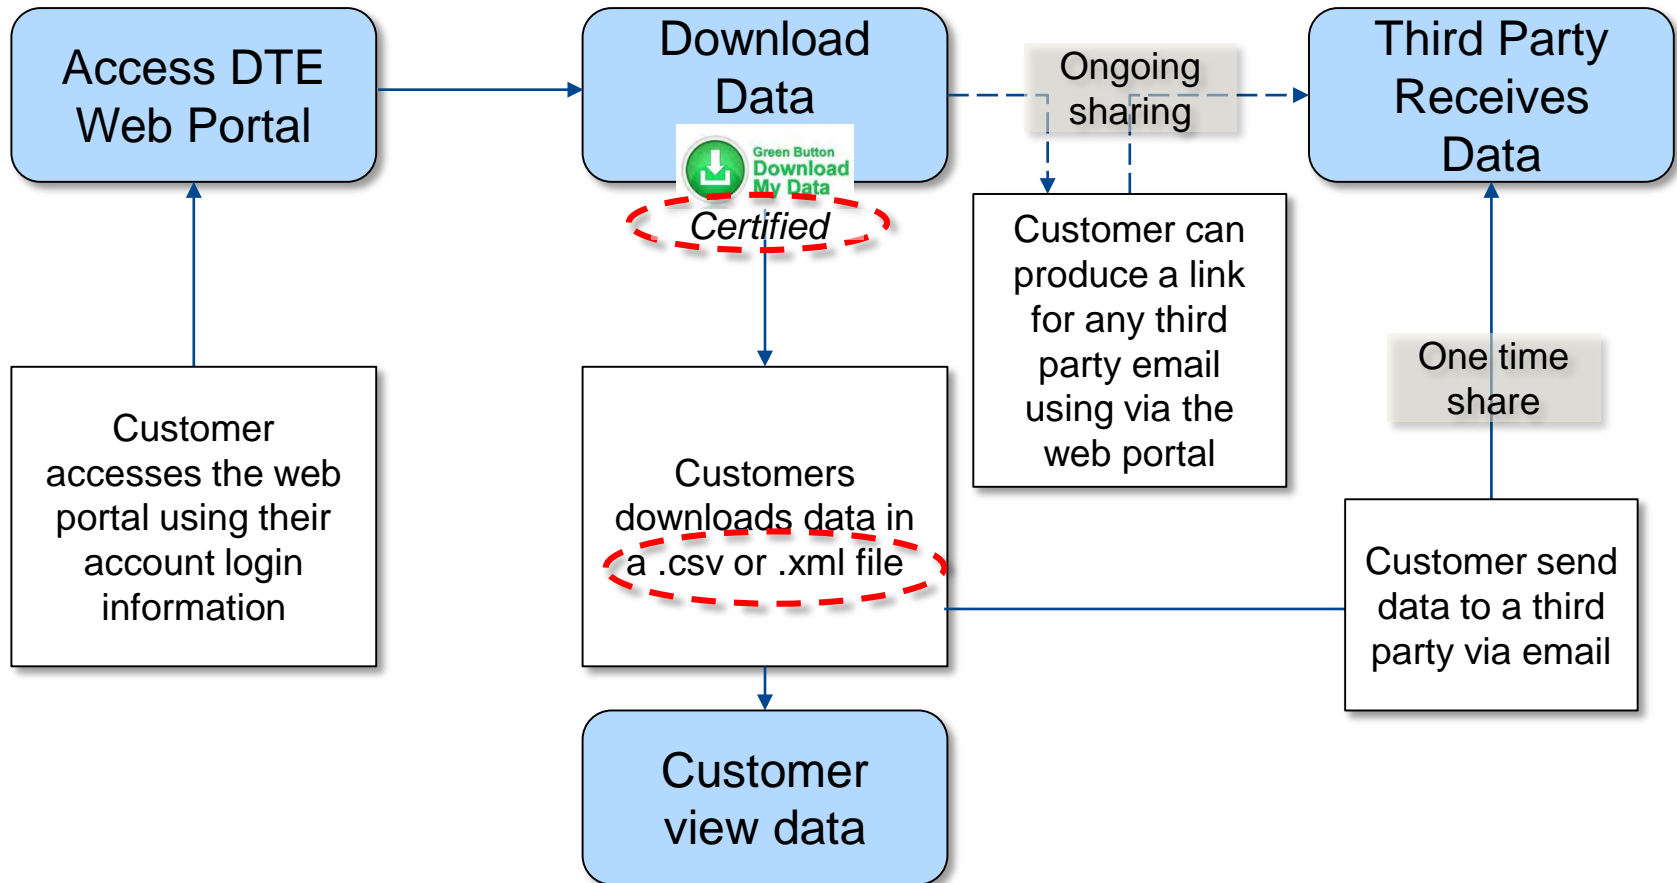 Access DTE
Web Portal
Download
Data
Green Button
Download
My Data
Certified
Ongoing
sharing
Third Party
Receives
Data
Customer
accesses the web
portal using their
account login
information
Customers
downloads data in
a .csv or .xml file
Customer can
produce a link
for any third
party email
using via the
web portal
One time
share
Customer send
data to a third
party via email
Customer
view data